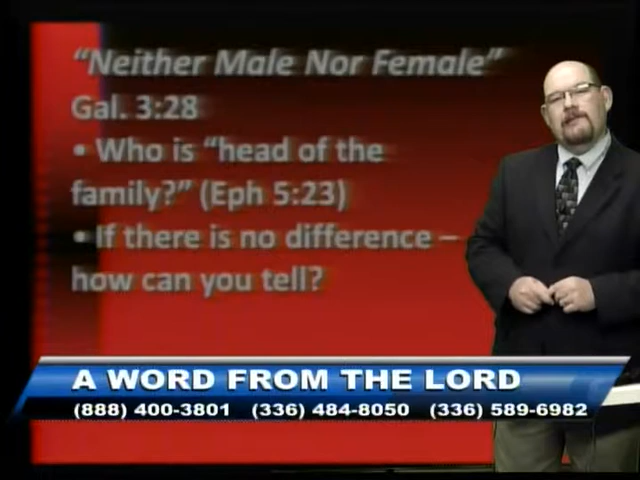 “Neither Male Nor Female”
Gal. 3:28
• Who is “head of the
family?” (Eph 5:23)
• If there is no difference –
how can you tell?
A WORD FROM THE LORD
(888) 400-3801 (336) 484-8050 (336) 589-6982